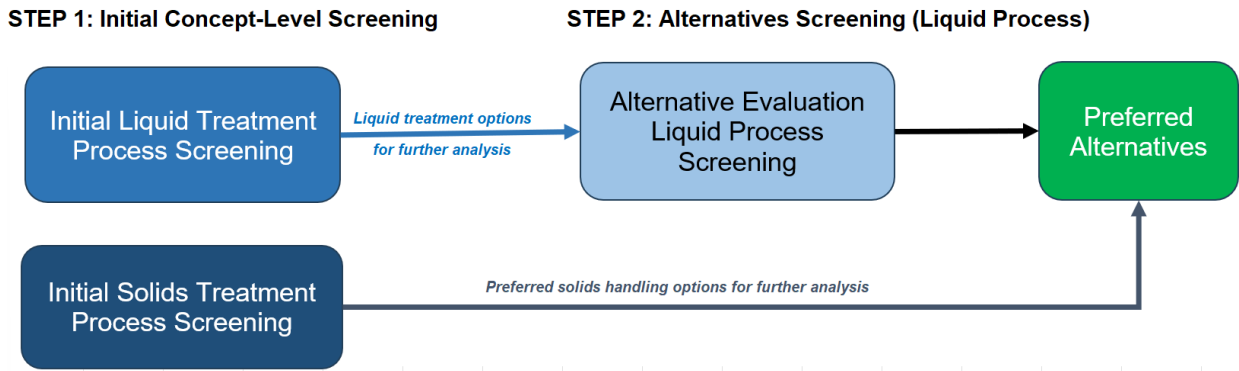 STEP 1: Initial Concept-Level Screening
STEP 2: Alternatives Screening (Liquid Process)
Initial Liquid Treatment
Process Screening
Liquid treatment options
for further analysis
Alternative Evaluation
Liquid Process
Screening
Preferred
Alternatives
Initial Solids Treatment
Process Screening
Preferred solids handling options for further analysis